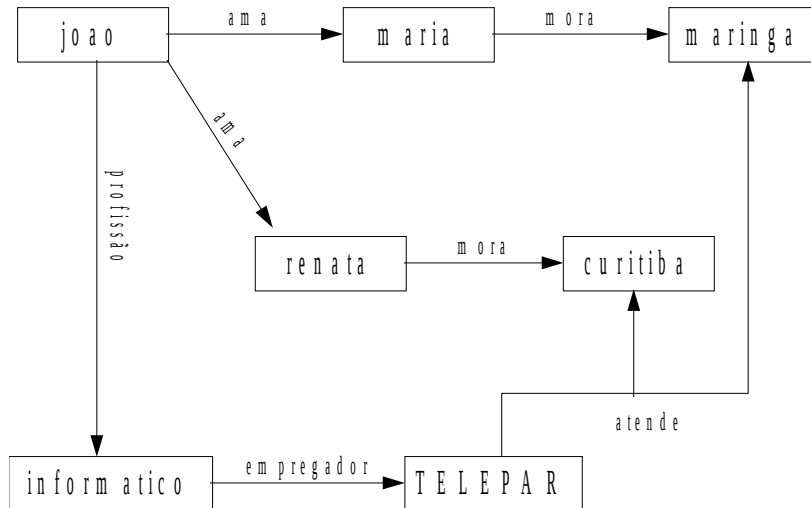 joao
ama
maria
mora
maringa
ama
profissão
renata
mora
curitiba
atende
informatico
empregador
TELEPAR